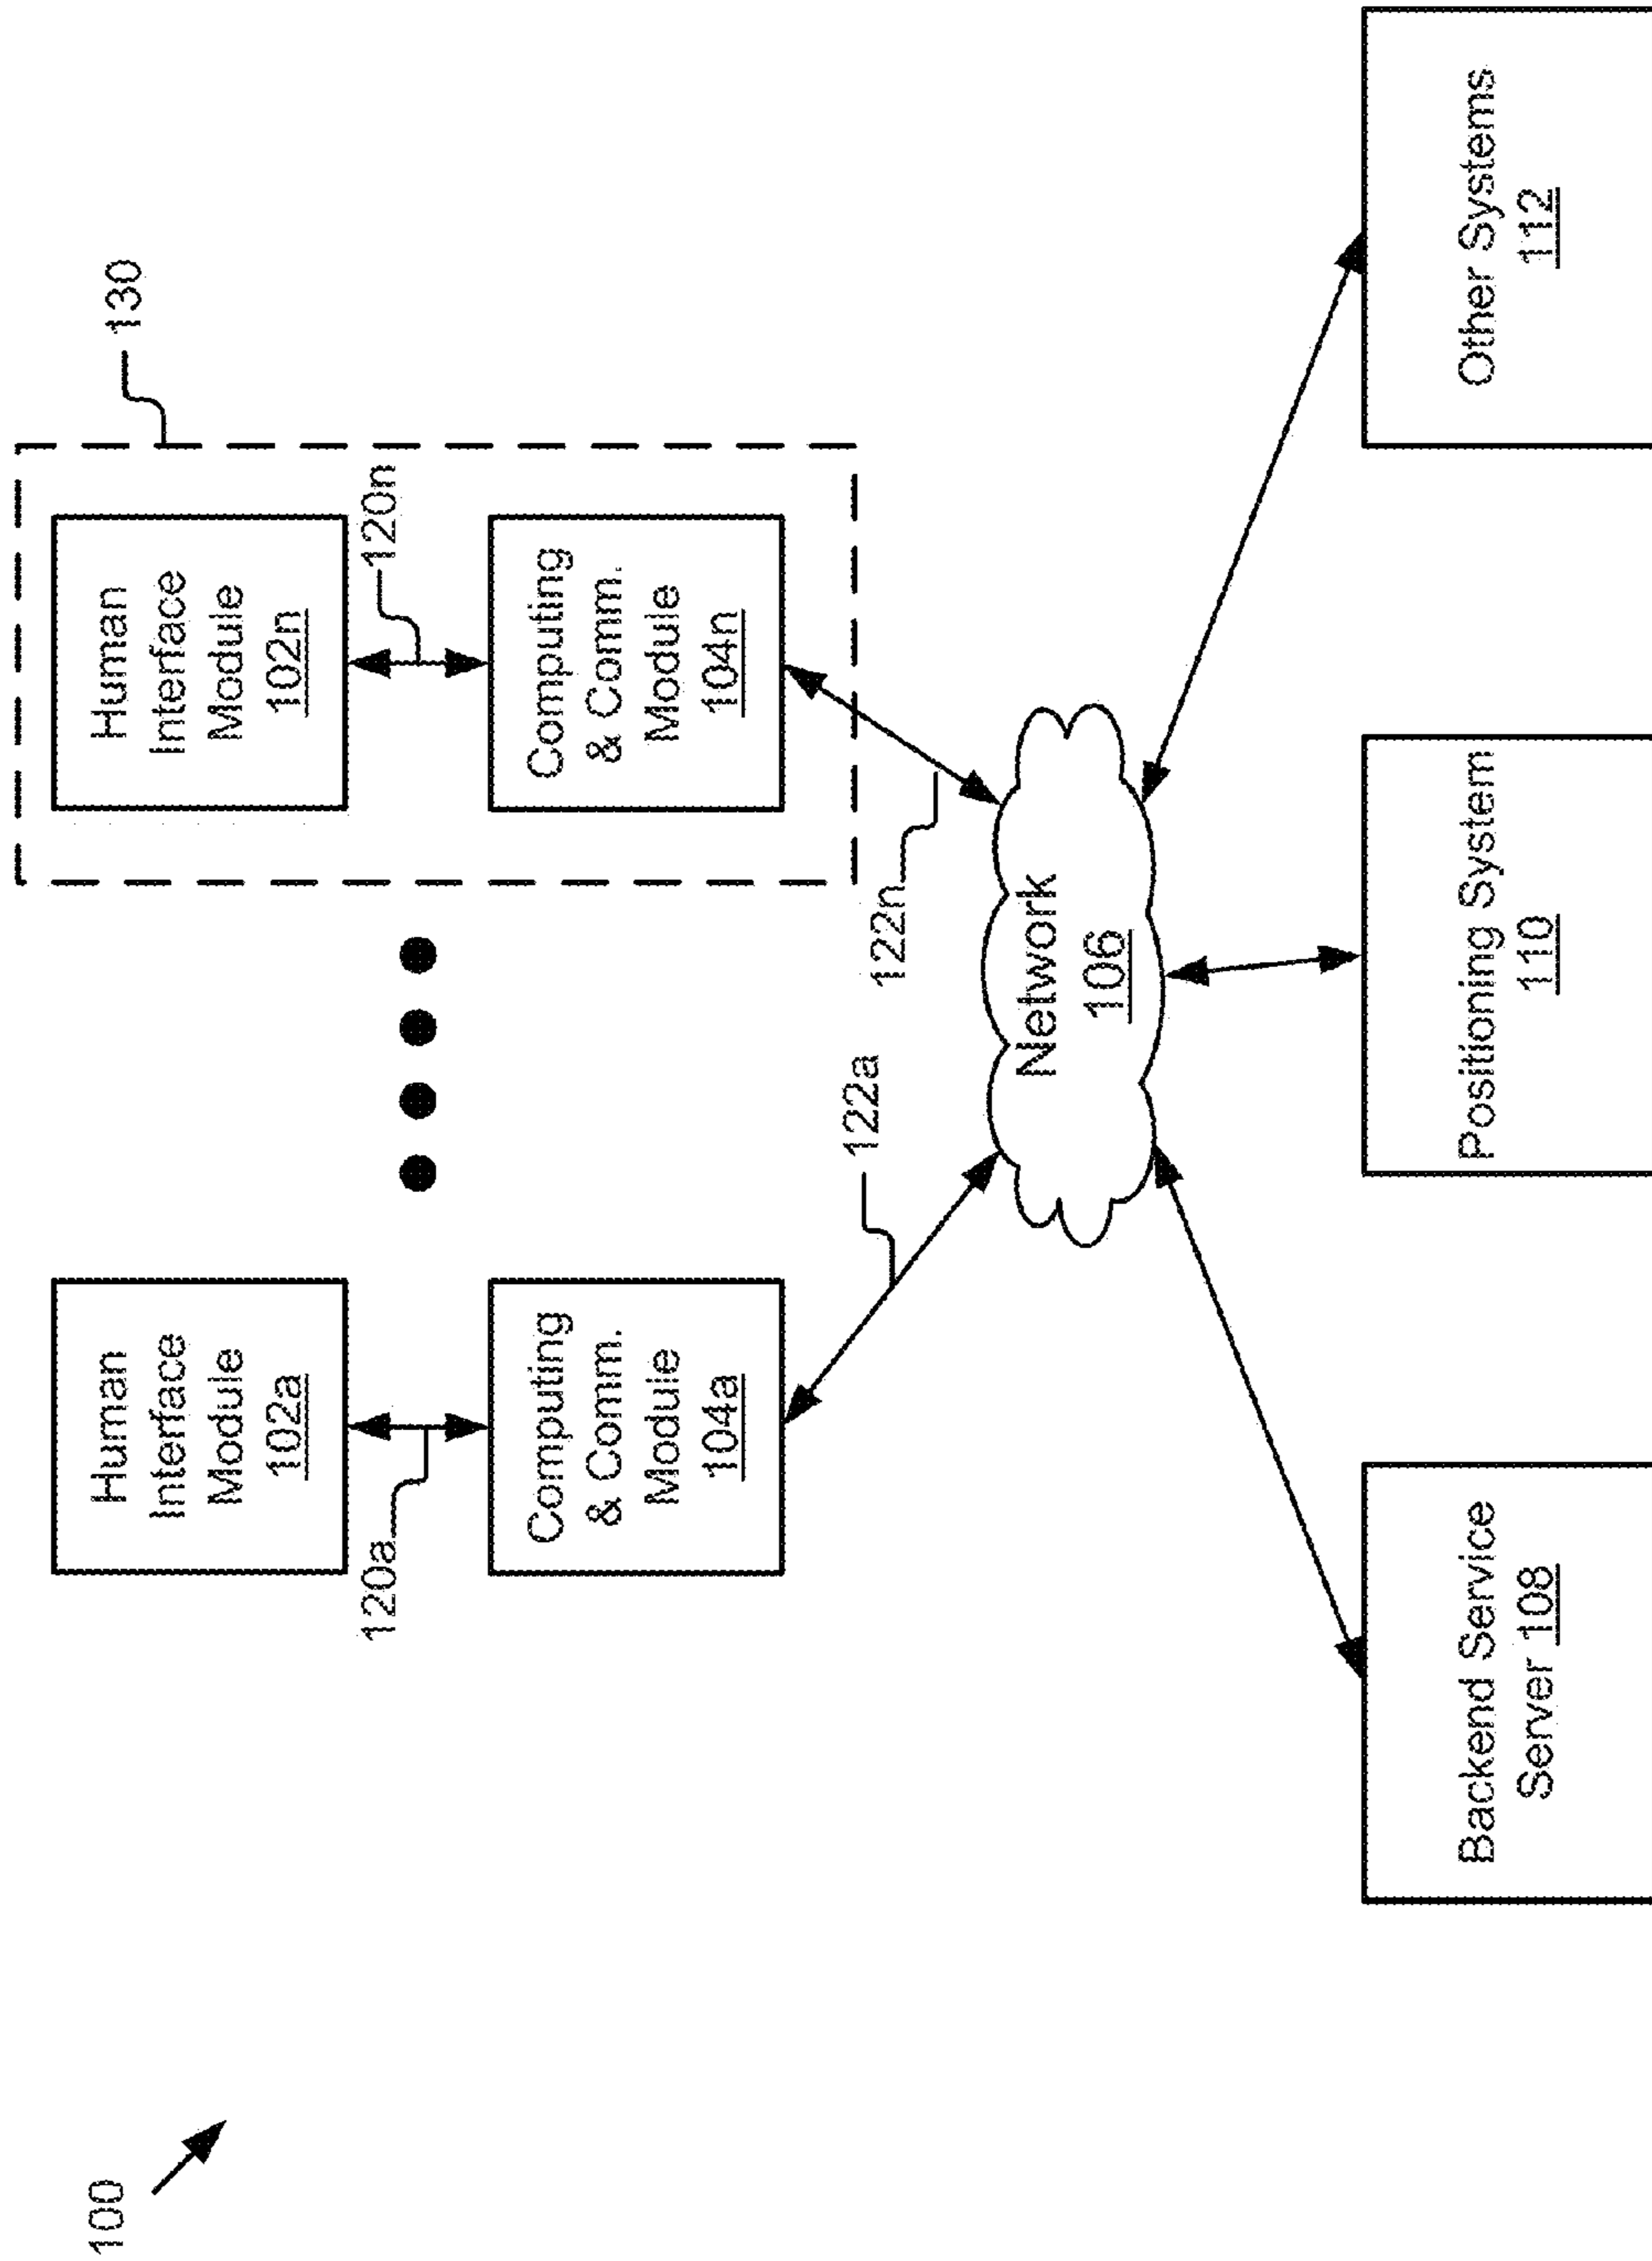 100
130
Human
Interface
Module
102a
Human
Interface
Module
102n
120a
120n
Computing
& Comm.
Module
104a
Computing
& Comm.
Module
104n
122a
122n
Network
106
Backend Service
Server 108
Positioning System
110
Other Systems
112